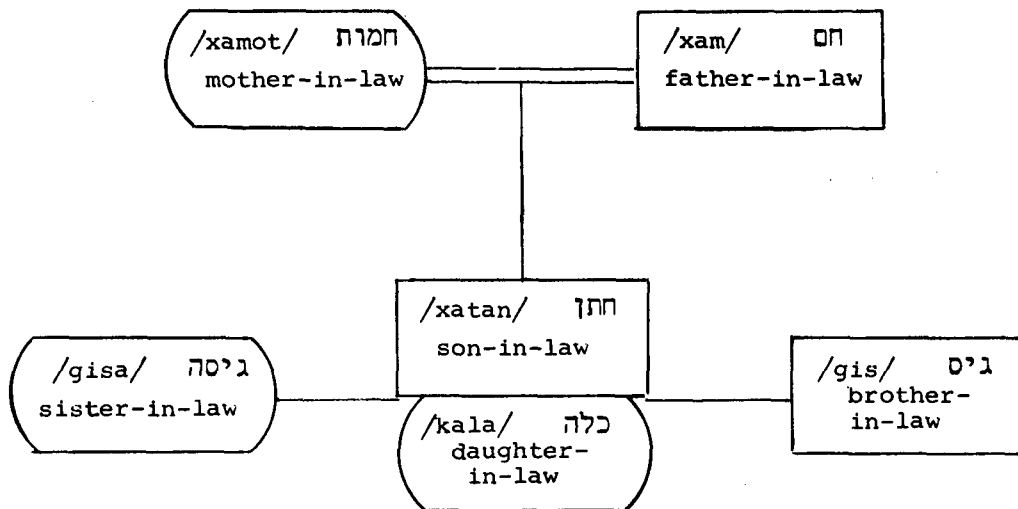 /xamot/ חמות
mother-in-law
/xam/ חם
father-in-law
/xatan/ חתן
son-in-law
/gisa/ גיסה
sister-in-law
/gis/ גיס
brother-
in-law
/kala/ כלה
daughter-
in-law